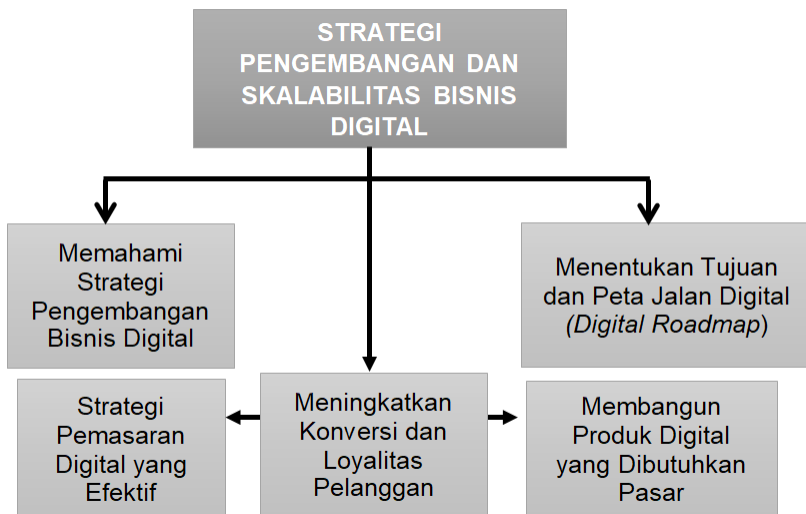 STRATEGI
PENGEMBANGAN DAN
SKALABILITAS BISNIS
DIGITAL
Memahami
Strategi
Pengembangan
Bisnis Digital
Menentukan Tujuan
dan Peta Jalan Digital
(Digital Roadmap)
Strategi
Pemasaran
Digital yang
Efektif
Meningkatkan
Konversi dan
Loyalitas
Pelanggan
Membangun
Produk Digital
yang Dibutuhkan
Pasar